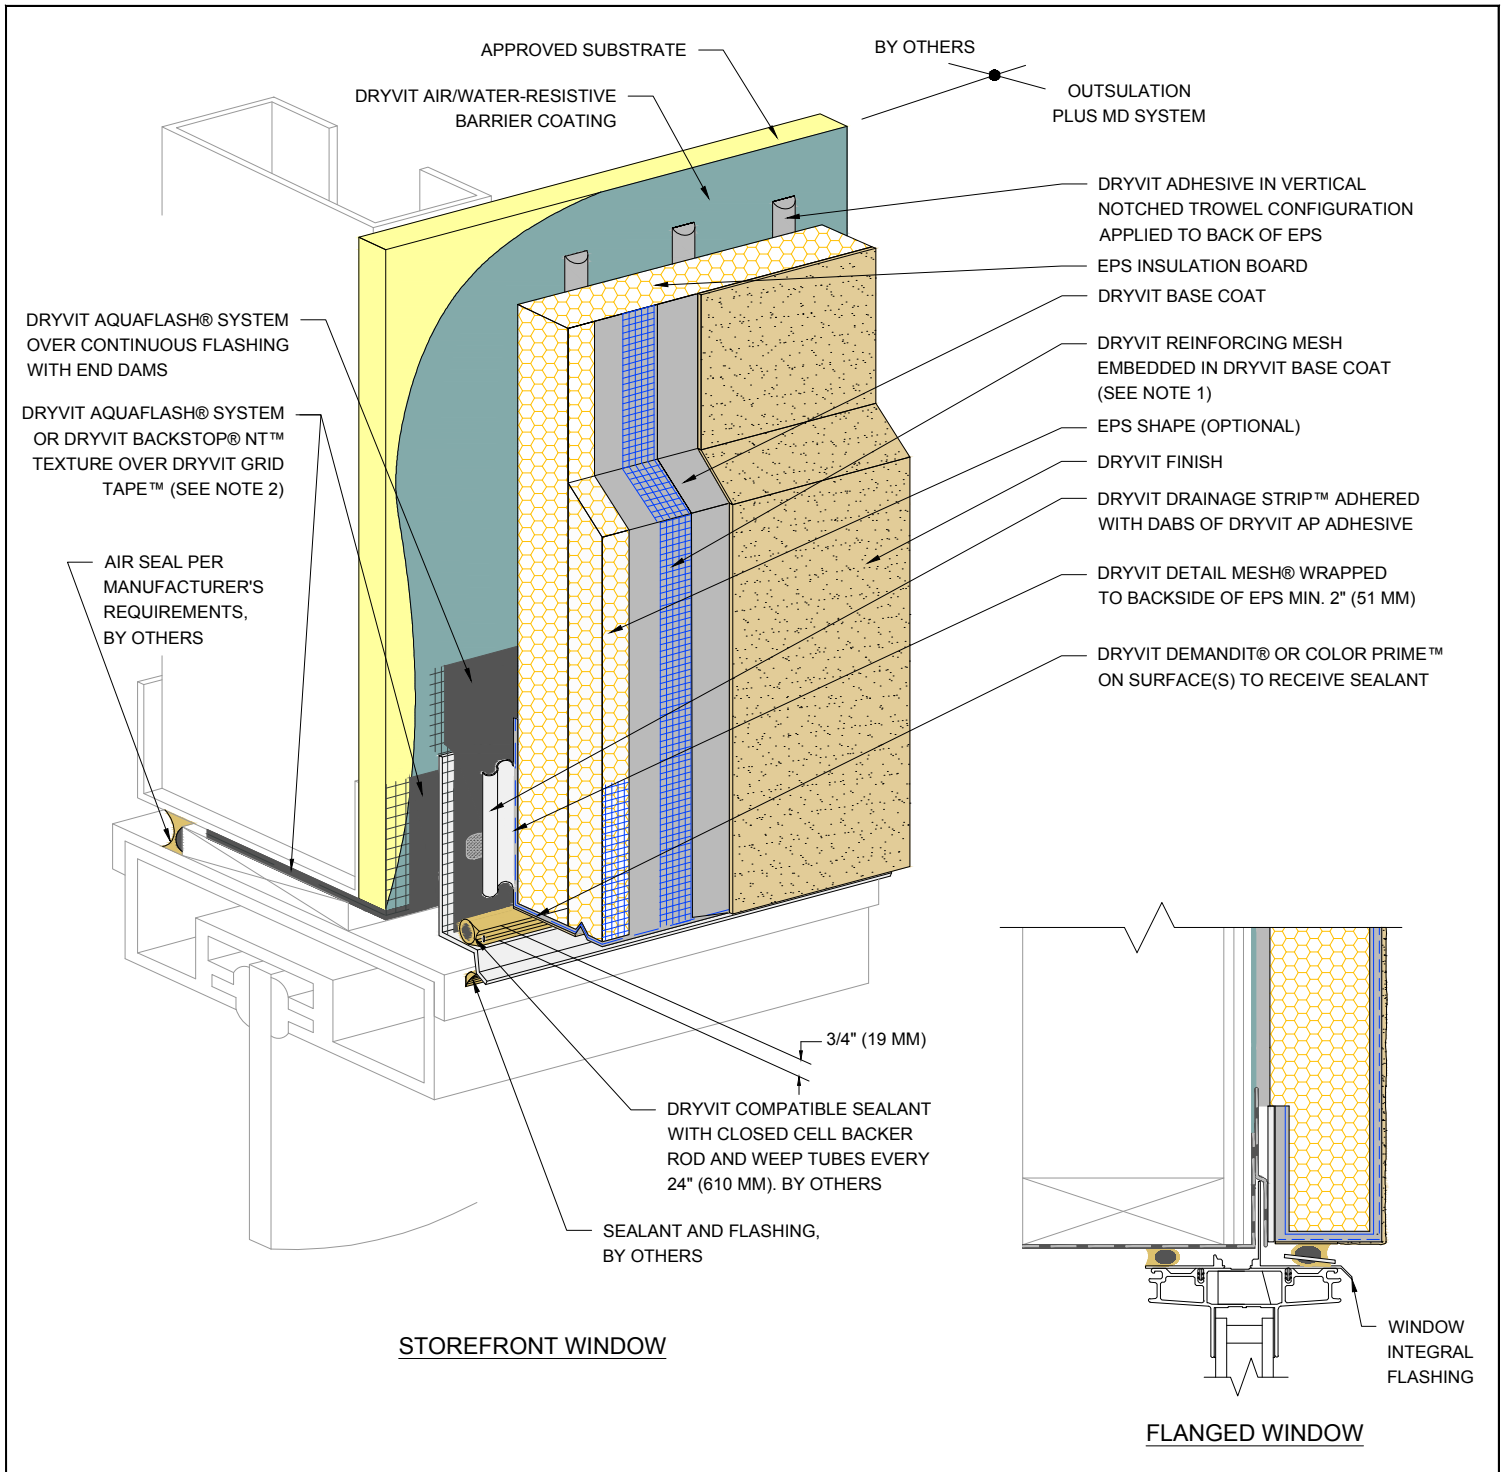 APPROVED SUBSTRATE
BY OTHERS
OUTSULATION
PLUS MD SYSTEM
DRYVIT AIR/WATER-RESISTIVE
BARRIER COATING
DRYVIT ADHESIVE IN VERTICAL
NOTCHED TROWEL CONFIGURATION
APPLIED TO BACK OF EPS
EPS INSULATION BOARD
DRYVIT BASE COAT
DRYVIT REINFORCING MESH
EMBEDDED IN DRYVIT BASE COAT
(SEE NOTE 1)
EPS SHAPE (OPTIONAL)
DRYVIT FINISH
DRYVIT DRAINAGE STRIP™ ADHERED
WITH DABS OF DRYVIT AP ADHESIVE
DRYVIT DETAIL MESH® WRAPPED
TO BACKSIDE OF EPS MIN. 2" (51 MM)
DRYVIT DEMANDIT® OR COLOR PRIME™
ON SURFACE(S) TO RECEIVE SEALANT
DRYVIT AQUAFLASH® SYSTEM
OVER CONTINUOUS FLASHING
WITH END DAMS
DRYVIT AQUAFLASH® SYSTEM
OR DRYVIT BACKSTOP® NT™
TEXTURE OVER DRYVIT GRID
TAPE™ (SEE NOTE 2)
AIR SEAL PER
MANUFACTURER'S
REQUIREMENTS,
BY OTHERS
3/4" (19 MM)
DRYVIT COMPATIBLE SEALANT
WITH CLOSED CELL BACKER
ROD AND WEEP TUBES EVERY
24" (610 MM). BY OTHERS
SEALANT AND FLASHING,
BY OTHERS
STOREFRONT WINDOW
WINDOW
INTEGRAL
FLASHING
FLANGED WINDOW